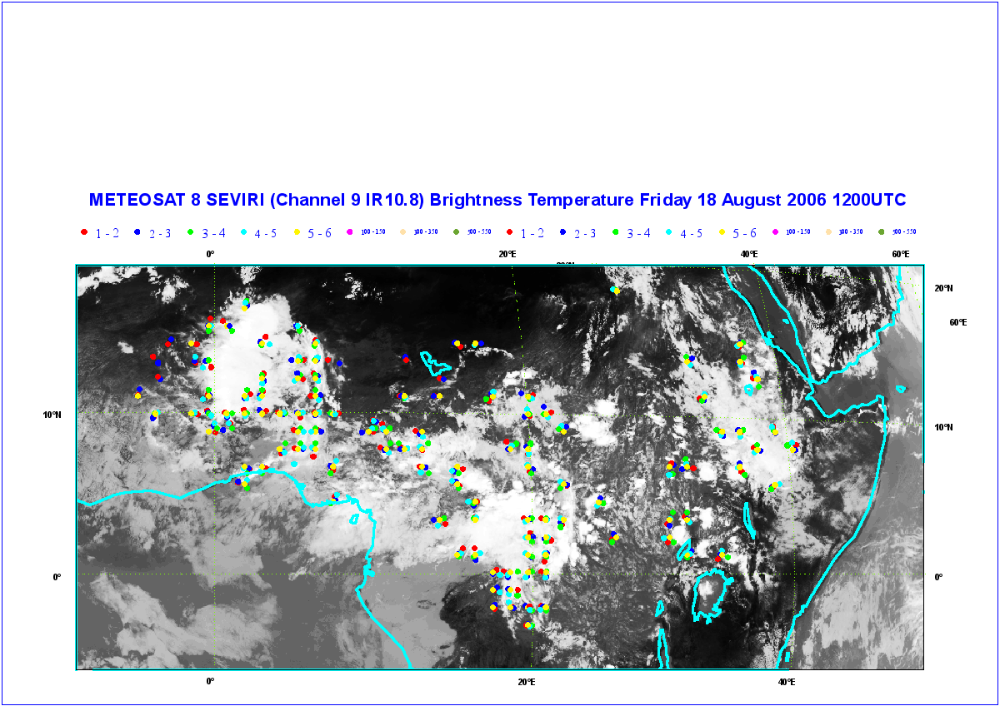 METEOSAT 8 SEVIRI (Channel 9 IR10.8) Brightness Temperature Friday 18 August 2006 1200UTC
1 - 2 2 - 3 3 - 4 4 - 5 5 - 6 100 - 150 300 - 350 500 - 550 1 - 2 2 - 3 3 - 4 4 - 5 5 - 6 100 - 150 300 - 350 500 - 550
0° 20°E 40°E 60°E
20°N
60°E
10°N 10°N
0° 0°
0° 20°E 40°E